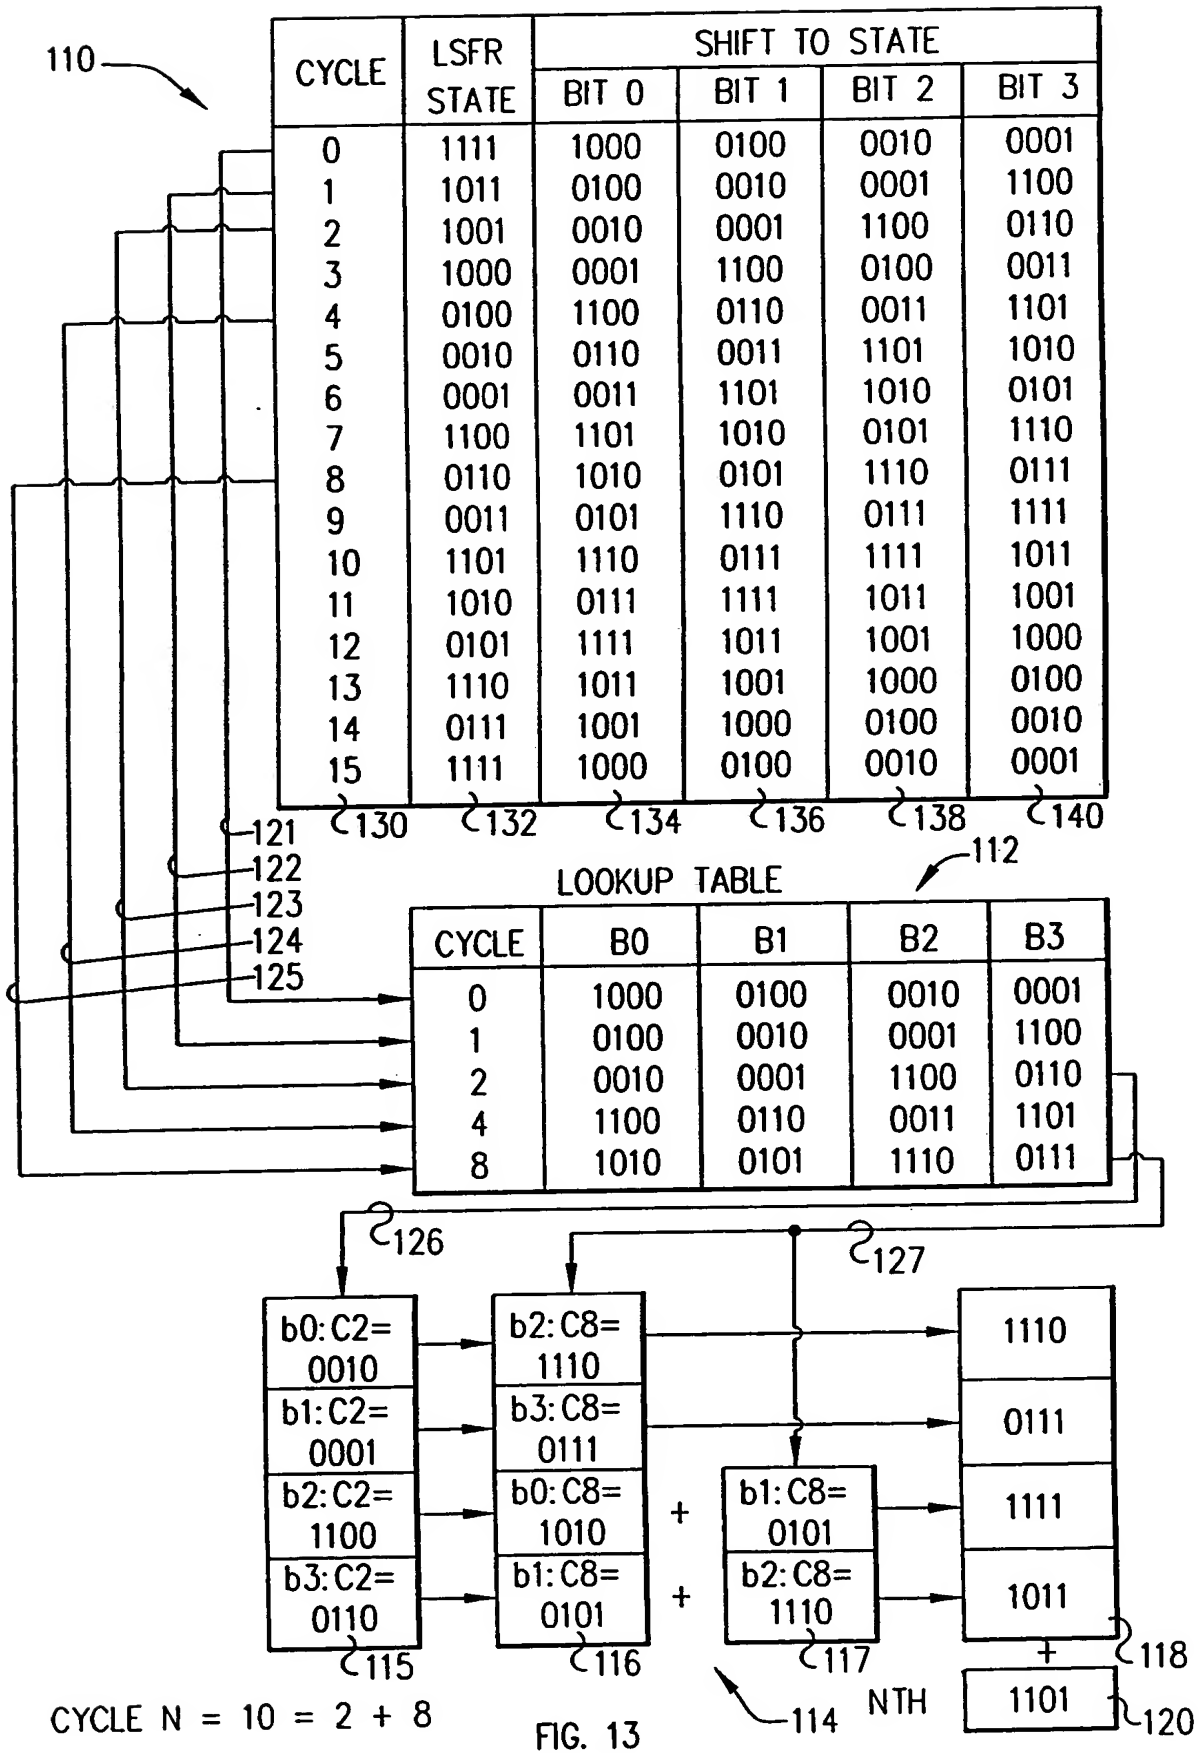 110
CYCLE LSFR STATE SHIFT TO STATE
BIT 0 BIT 1 BIT 2 BIT 3
0 1111 1000 0100 0010 0001
1 1011 0100 0010 0001 1100
2 1001 0010 0001 1100 0110
3 1000 0001 1100 0100 0011
4 0100 1100 0110 0011 1101
5 0010 0110 0011 1101 1010
6 0001 0011 1101 1010 0101
7 1100 1101 1010 0101 1110
8 0110 1010 0101 1110 0111
9 0011 0101 1110 0111 1111
10 1101 1110 0111 1111 1011
11 1010 0111 1111 1011 1001
12 0101 1111 1011 1001 1000
13 1110 1011 1001 1000 0100
14 0111 1001 1000 0100 0010
15 1111 1000 0100 0010 0001
130 132 134 136 138 140
121
122
123
124
125
112
LOOKUP TABLE
CYCLE B0 B1 B2 B3
0 1000 0100 0010 0001
1 0100 0010 0001 1100
2 0010 0001 1100 0110
4 1100 0110 0011 1101
8 1010 0101 1110 0111
126 127
b0:C2= b2:C8= 1110
0010 1110
b1:C2= b3:C8= 0111
0001 0111
b2:C2= b0:C8= + b1:C8= 1111
1100 1010 0101
b3:C2= b1:C8= + b2:C8= 1011
0110 0101 1110
115 116 117 118
+
CYCLE N = 10 = 2 + 8
114 NTH 1101 120
FIG. 13